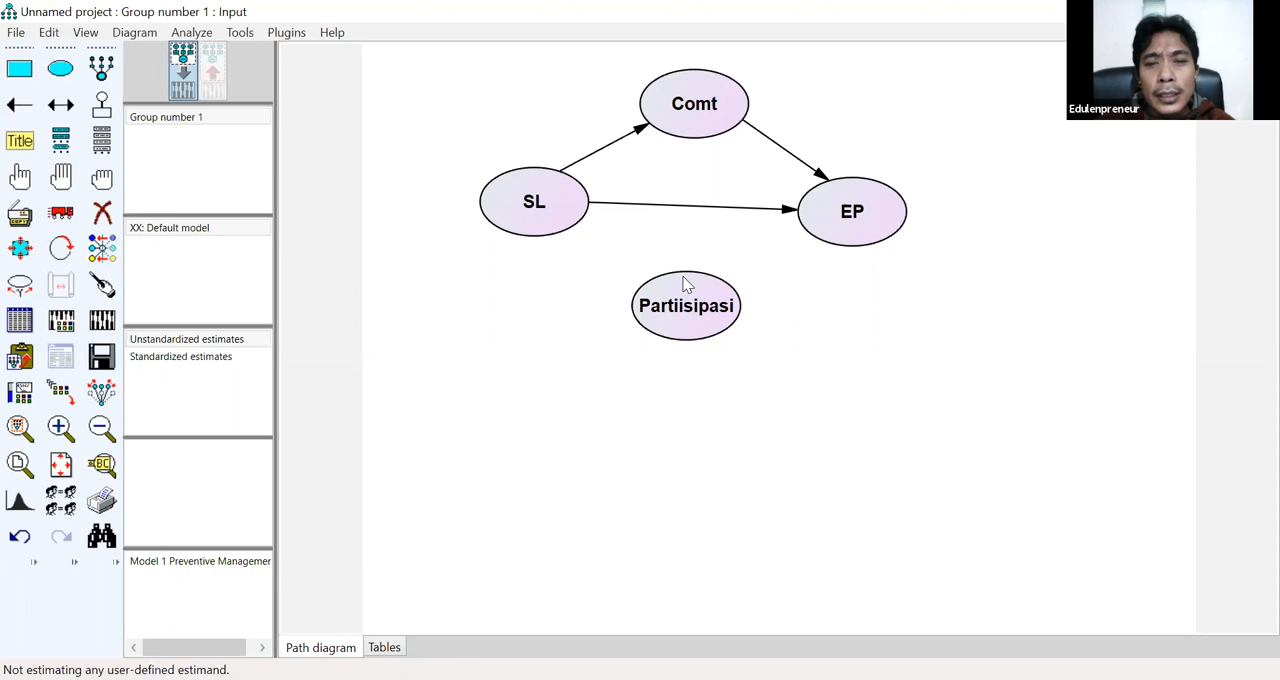 Unnamed project : Group number 1 : Input
File Edit View Diagram Analyze Tools Plugins Help
Edulenpreneur
Title
Group number 1
XX: Default model
Unstandardized estimates
Standardized estimates
Model 1 Preventive Managemer
Comt
SL
EP
Partiisipasi
Path diagram Tables
Not estimating any user-defined estimand.